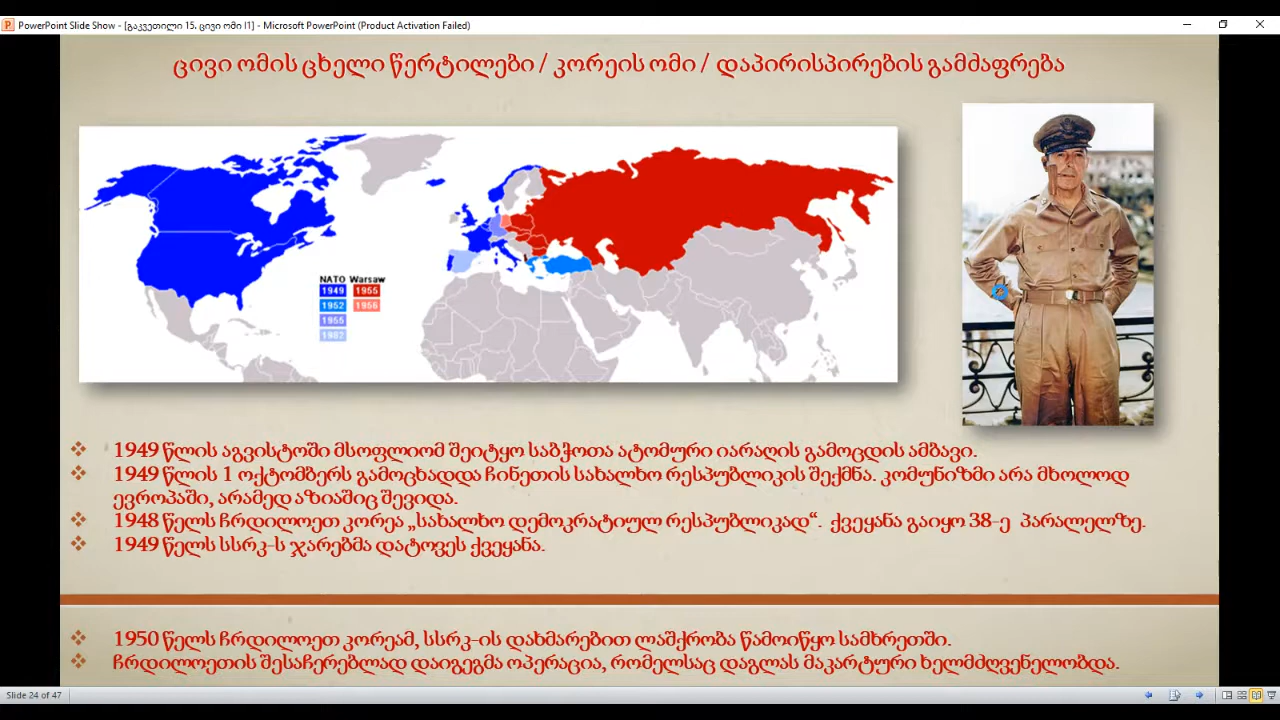 PowerPoint Slide Show - [გაკვეთილი 15. ცივი ომი I1] - Microsoft PowerPoint (Product Activation Failed)
ცივი ომის ცხელი წერტილები / კორეის ომი / დაპირისპირების გამძაფრება
NATO Warsaw
1949 1955
1952 1956
1955
1982
1949 წლის აგვისტოში მსოფლიომ შეიტყო საბჭოთა ატომური იარაღის გამოცდის ამბავი.
1949 წლის 1 ოქტომბერს გამოცხადდა ჩინეთის სახალხო რესპუბლიკის შექმნა. კომუნიზმი არა მხოლოდ
ევროპაში, არამედ აზიაშიც შევიდა.
1948 წელს ჩრდილოეთ კორეა „სახალხო დემოკრატიულ რესპუბლიკად“. ქვეყანა გაიყო 38-ე პარალელზე.
1949 წელს სსრკ-ს ჯარებმა დატოვეს ქვეყანა.
1950 წელს ჩრდილოეთ კორეამ, სსრკ-ის დახმარებით ლაშქრობა წამოიწყო სამხრეთში.
ჩრდილოეთის შესაჩერებლად დაიგეგმა ოპერაცია, რომელსაც დაგლას მაკარტური ხელმძღვენელობდა.
Slide 24 of 47